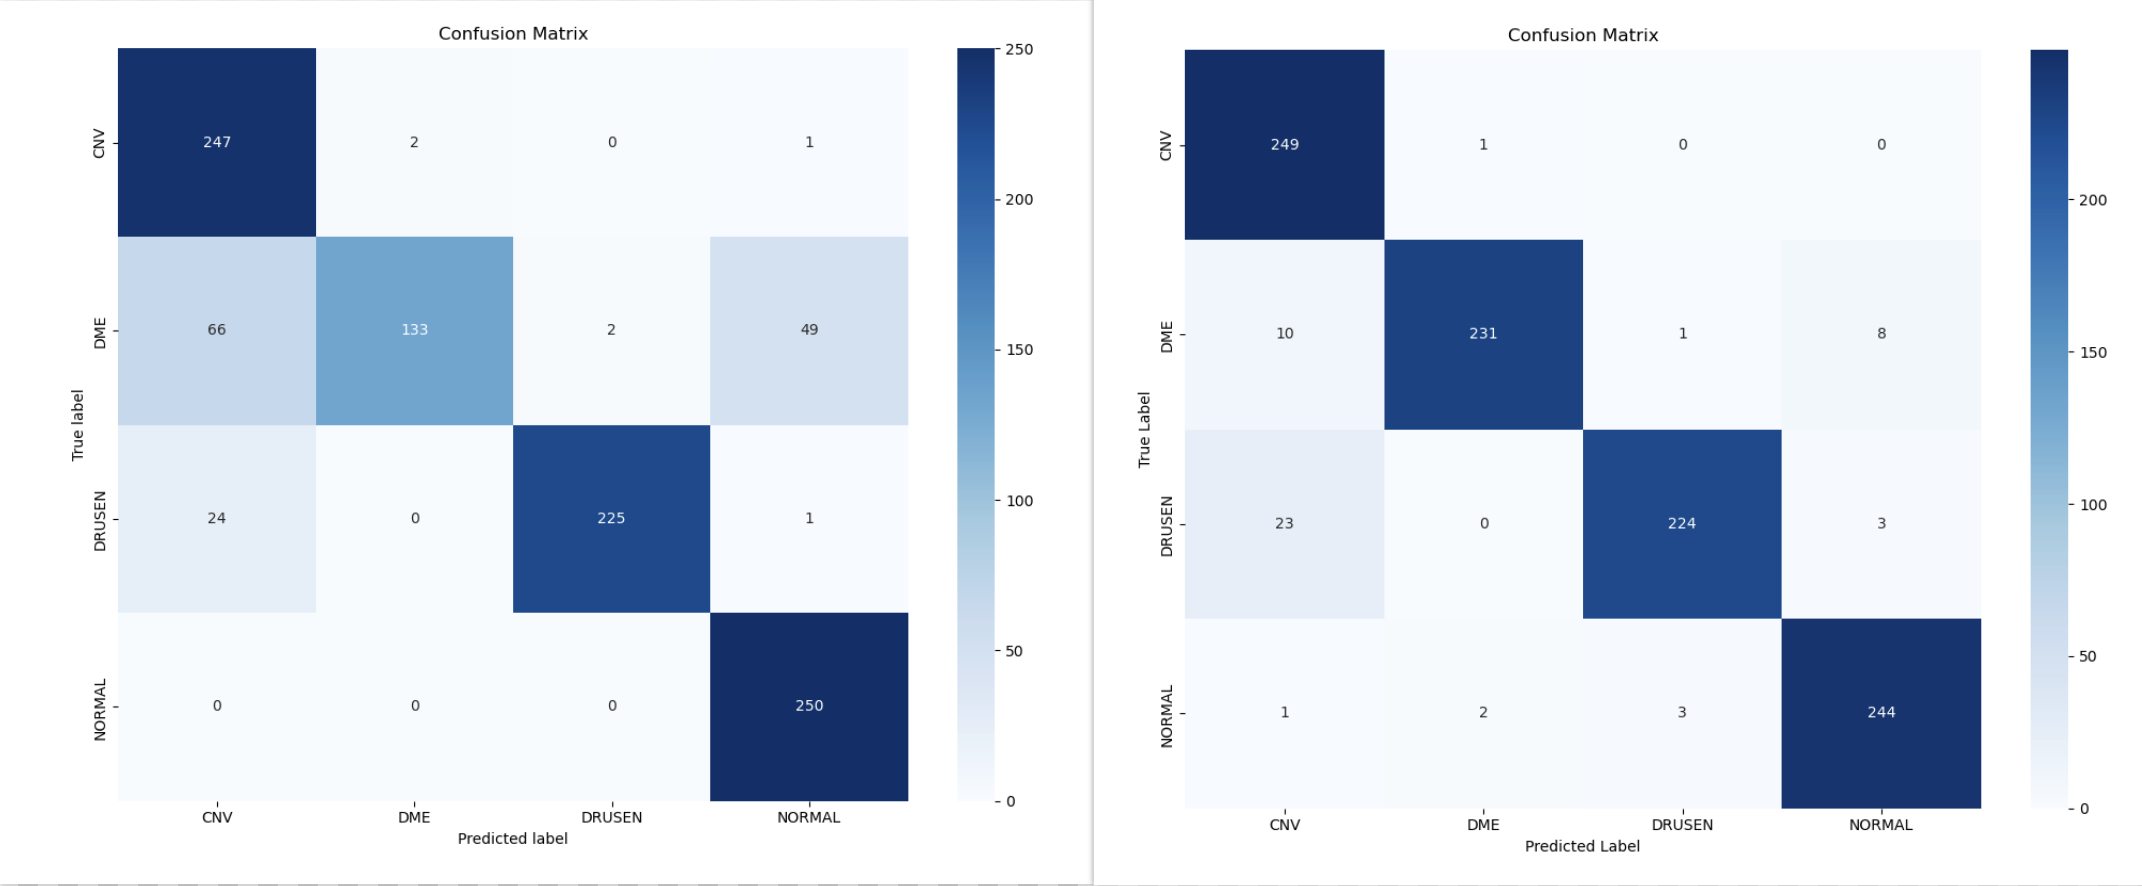 Confusion Matrix
CNV
247 2 0 1
DME
66 133 2 49
DRUSEN
24 0 225 1
NORMAL
0 0 0 250
True label
CNV DME DRUSEN NORMAL
Predicted label
250
200
150
100
50
0
Confusion Matrix
CNV
249 1 0 0
DME
10 231 1 8
DRUSEN
23 0 224 3
NORMAL
1 2 3 244
True Label
CNV DME DRUSEN NORMAL
Predicted Label
200
150
100
50
0